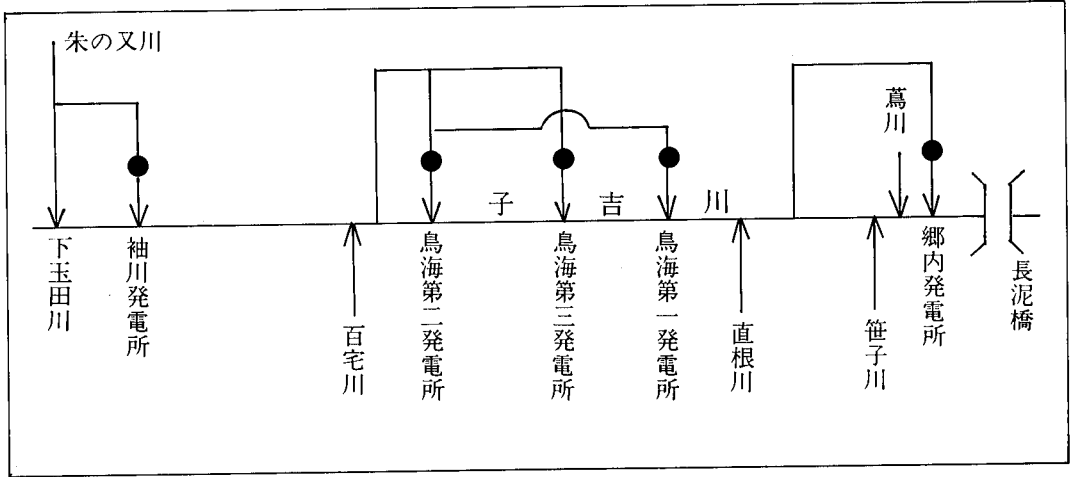 朱の又川
蔦川
子吉川
下玉田川
袖川発電所
百宅川
鳥海第二発電所
鳥海第三発電所
鳥海第一発電所
直根川
笹子川
郷内発電所
長泥橋